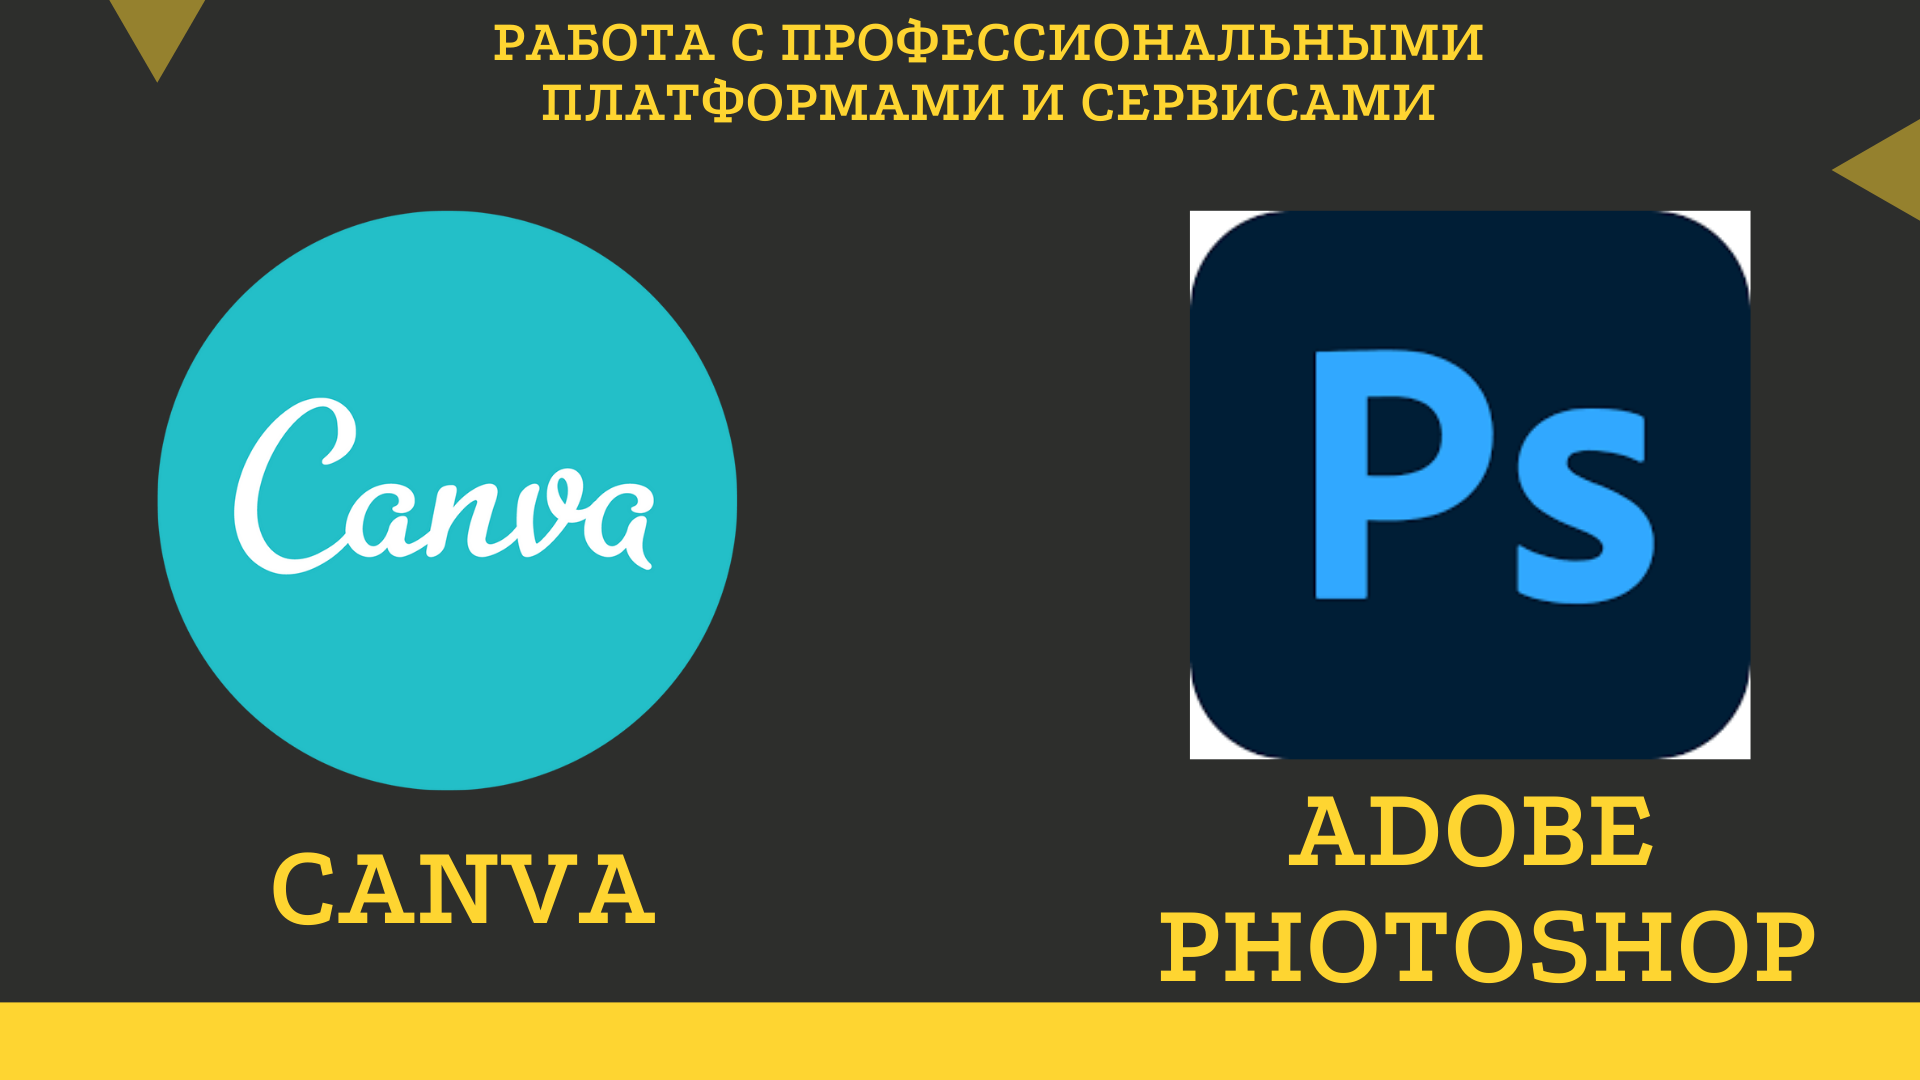 РАБОТА С ПРОФЕССИОНАЛЬНЫМИ
ПЛАТФОРМАМИ И СЕРВИСАМИ
Canva
Ps
CANVA
ADOBE
PHOTOSHOP